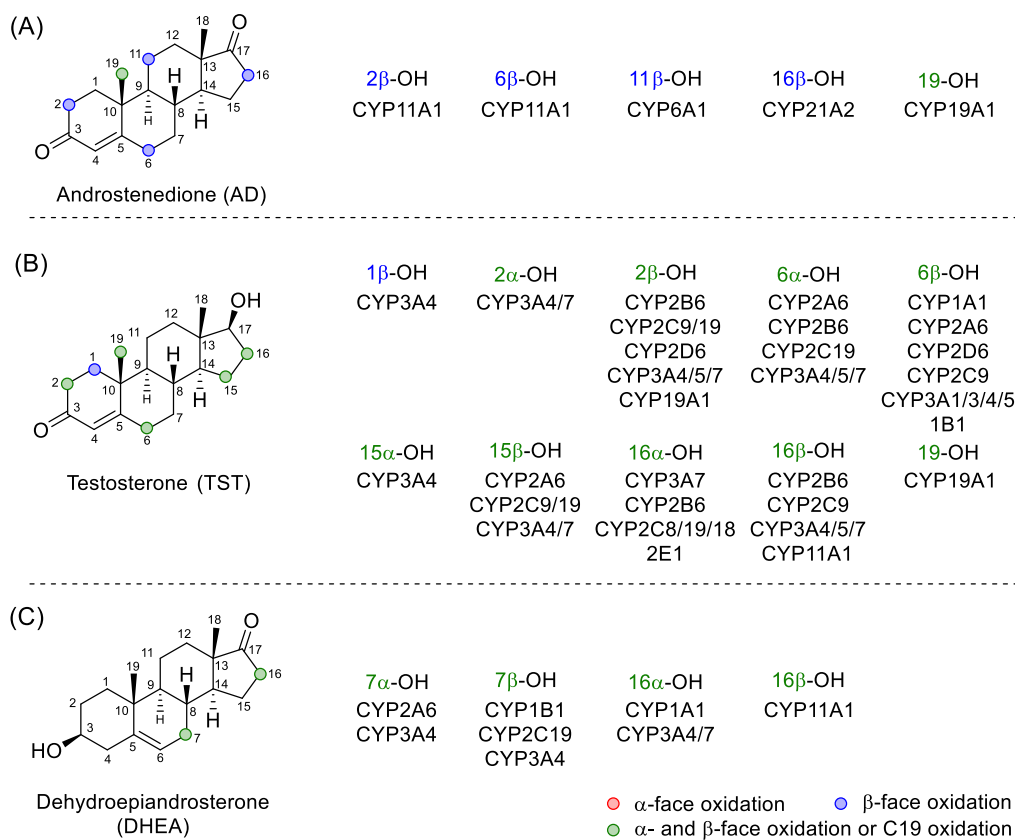 (A)
18
O
12
11
17
19
13
16
1
H
9
14
2
10
8
15
H
H
3
5
7
O
4
6
Androstenedione (AD)
2β-OH 6β-OH 11β-OH 16β-OH 19-OH
CYP11A1 CYP11A1 CYP6A1 CYP21A2 CYP19A1
(B)
OH
18
12
11
17
19
13
16
1
H
9
14
2
10
8
15
H
H
3
5
7
O
4
6
Testosterone (TST)
1β-OH
CYP3A4
2α-OH
CYP3A4/7
2β-OH
CYP2B6
CYP2C9/19
CYP2D6
CYP3A4/5/7
CYP19A1
6α-OH
CYP2A6
CYP2B6
CYP2C19
CYP3A4/5/7
6β-OH
CYP1A1
CYP2A6
CYP2D6
CYP2C9
CYP3A1/3/4/5
1B1
15α-OH
CYP3A4
15β-OH
CYP2A6
CYP2C9/19
CYP3A4/7
16α-OH
CYP3A7
CYP2B6
CYP2C8/19/18
2E1
16β-OH
CYP2B6
CYP2C9
CYP3A4/5/7
CYP11A1
19-OH
CYP19A1
(C)
18
O
12
11
17
19
13
16
1
H
9
14
2
10
8
15
H
H
3
5
7
HO
4
6
Dehydroepiandrosterone
(DHEA)
7α-OH
CYP2A6
CYP3A4
7β-OH
CYP1B1
CYP2C19
CYP3A4
16α-OH
CYP1A1
CYP3A4/7
16β-OH
CYP11A1
α-face oxidation
β-face oxidation
α- and β-face oxidation or C19 oxidation